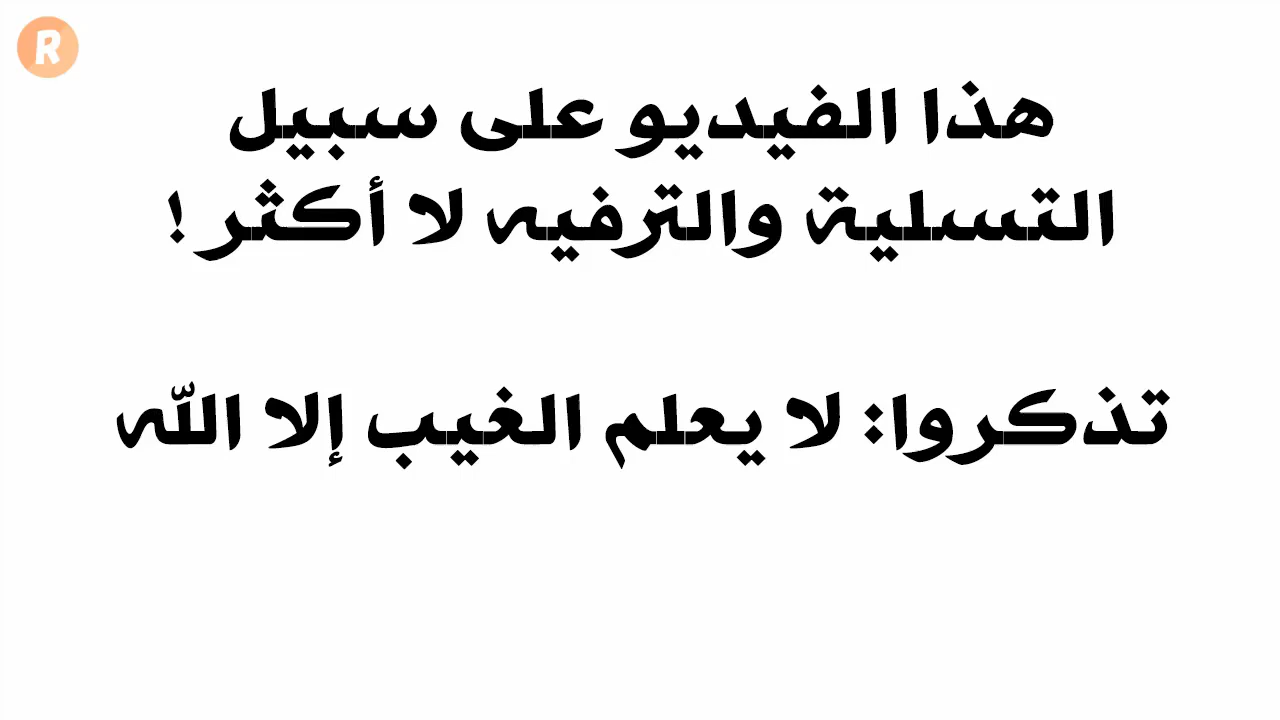 R
هذا الفيديو على سبيل
التسلية والترفيه لا أكثر !
تذكروا: لا يعلم الغيب إلا الله